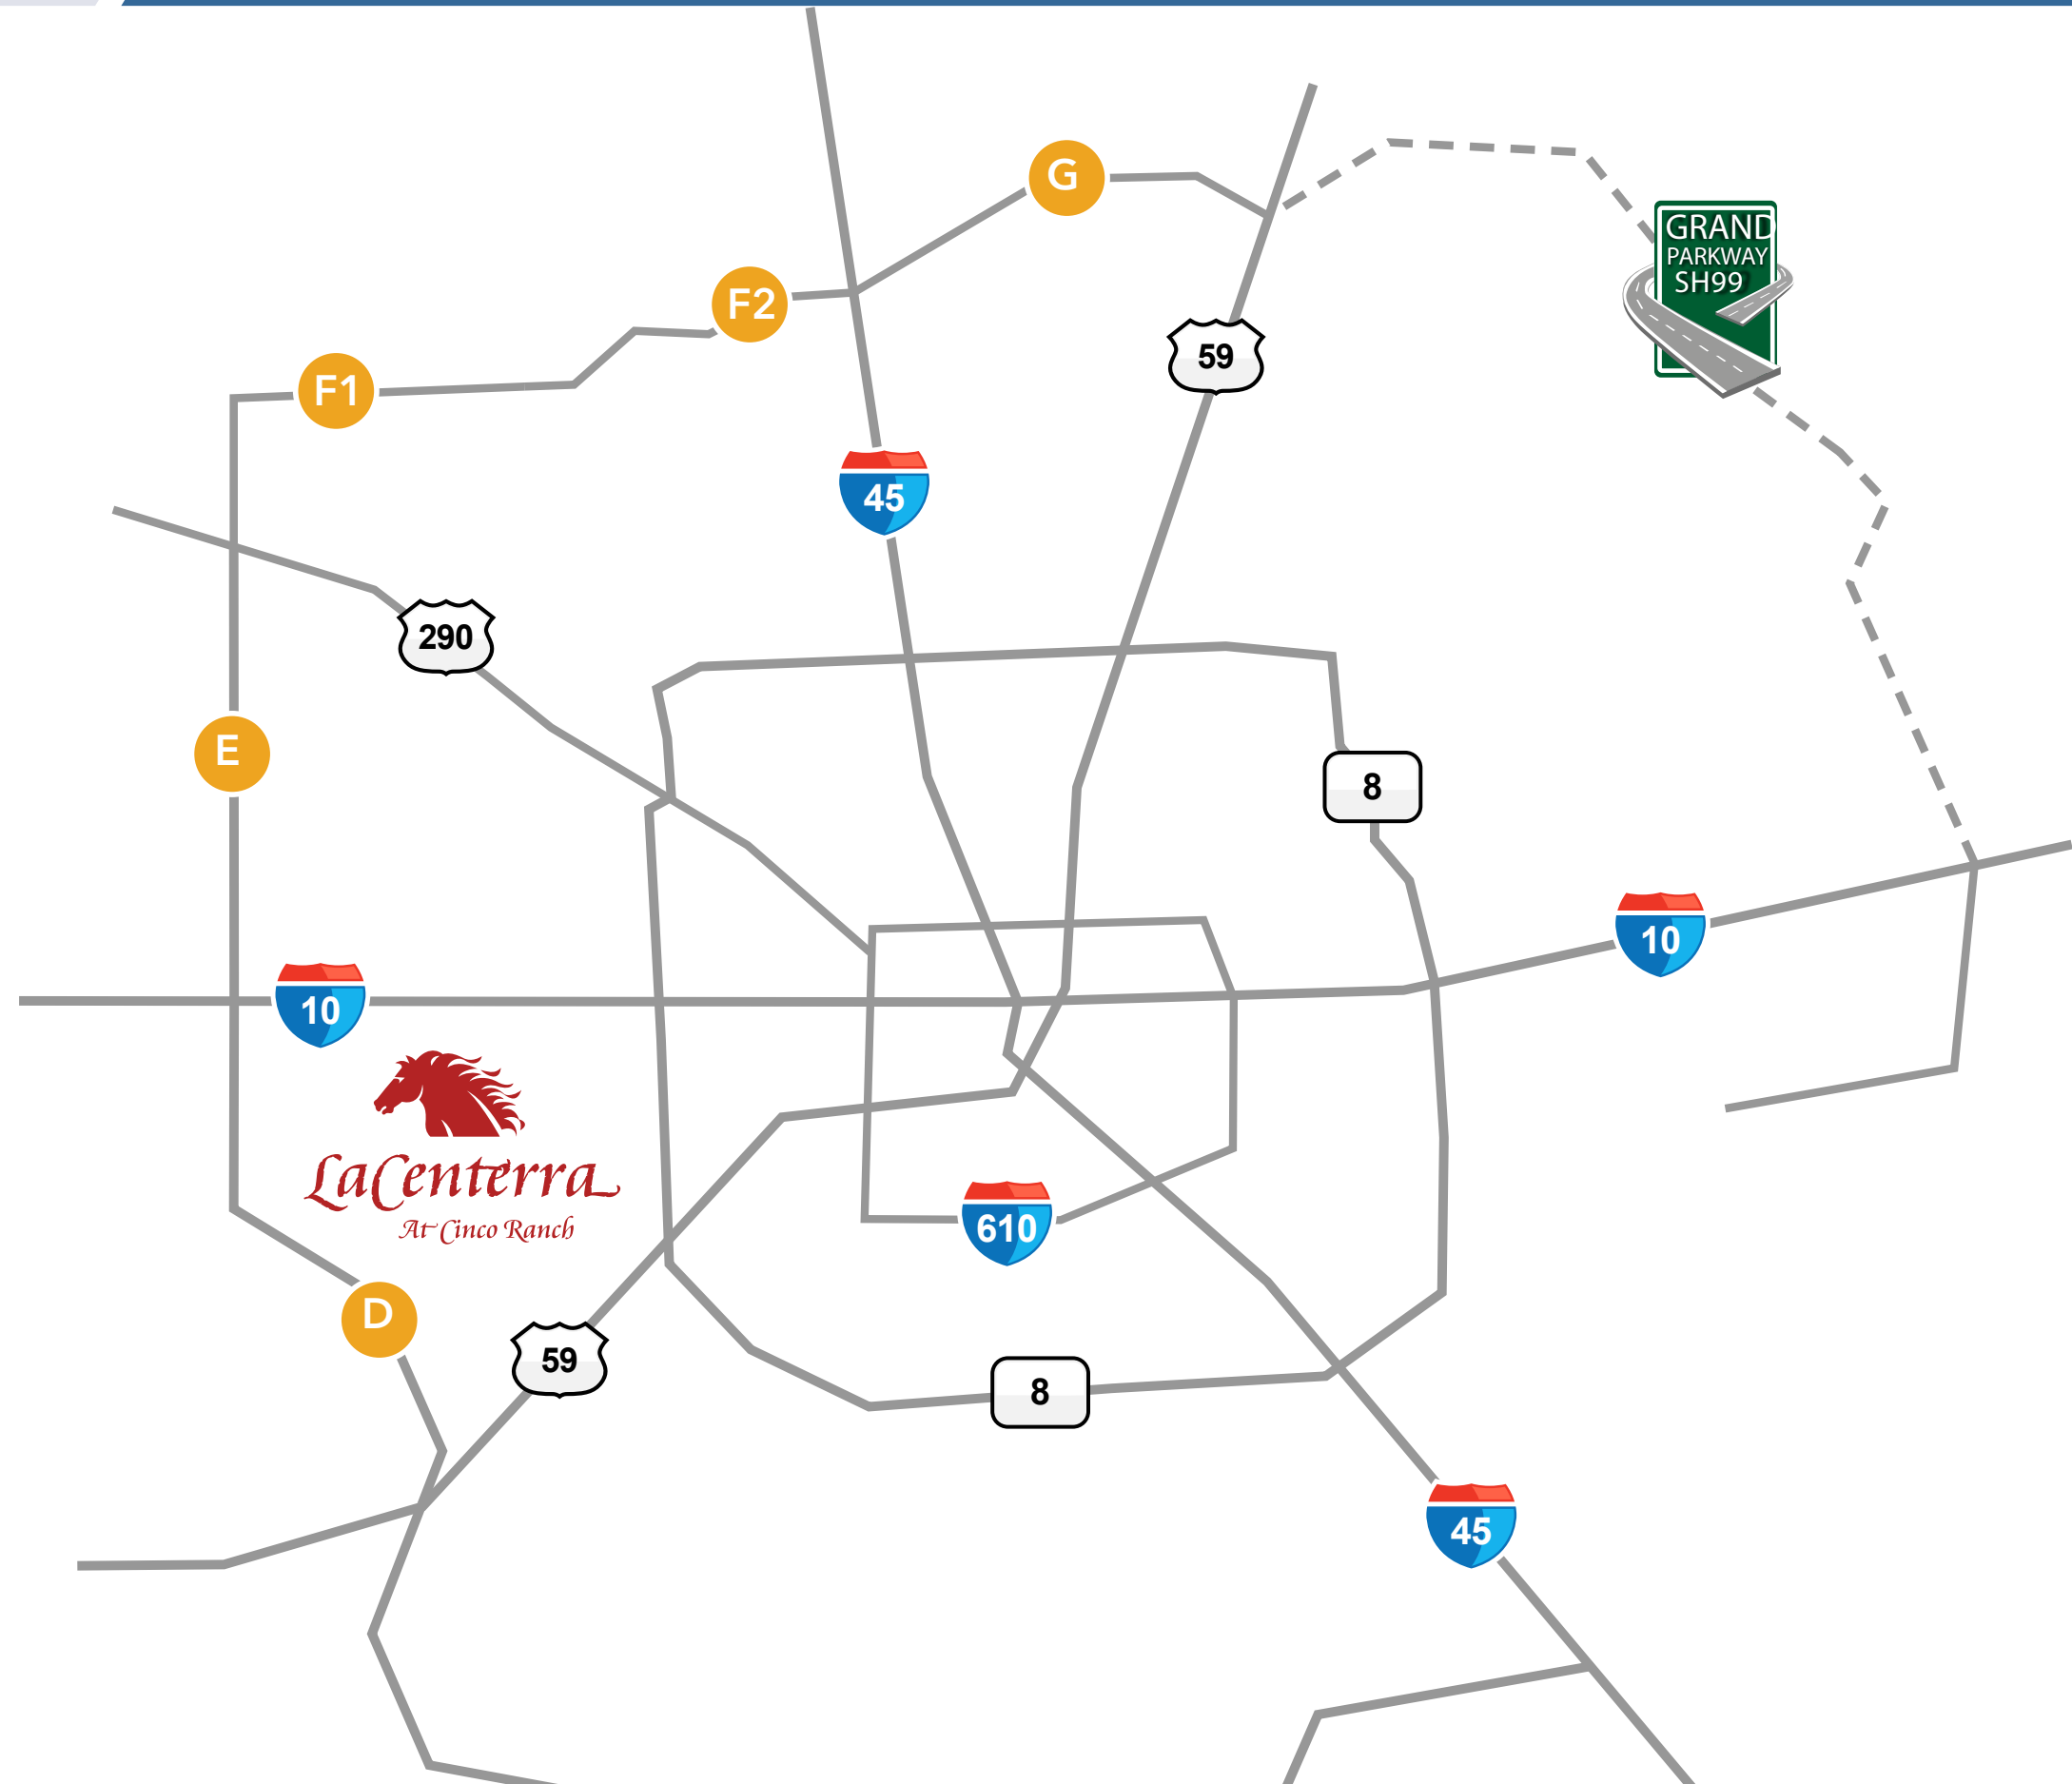 G
GRAND
PARKWAY
SH99
F2
59
F1
45
290
E
8
10
10
LaCenterra
At Cinco Ranch
610
D
59
8
45